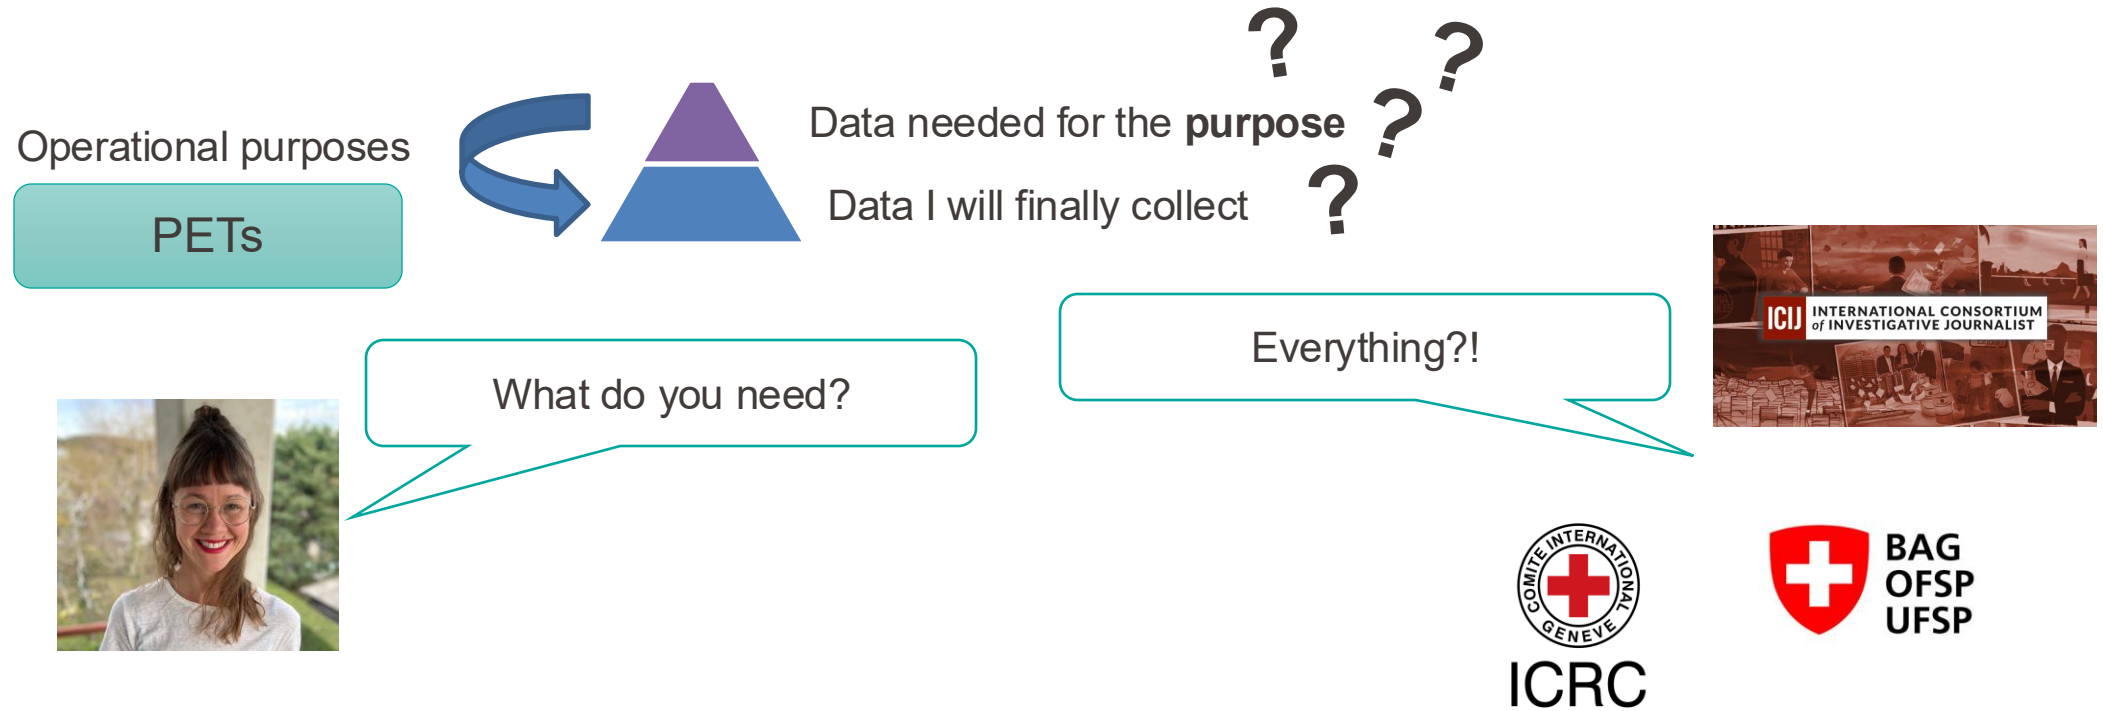 Operational purposes
PETs
Data needed for the purpose
Data I will finally collect
?
?
?
?
What do you need?
Everything?!
ICIJ
INTERNATIONAL CONSORTIUM
of INVESTIGATIVE JOURNALIST
COMITE INTERNATIONAL
GENEVE
ICRC
BAG
OFSP
UFSP